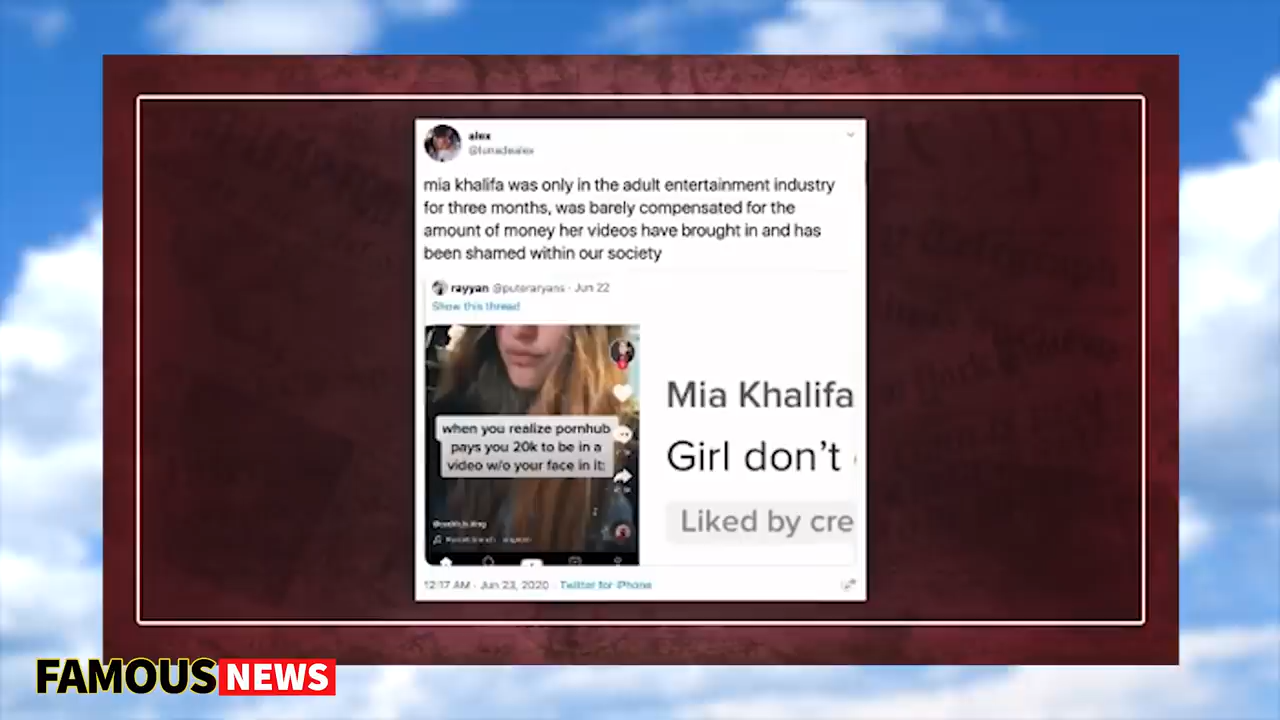 alex
@lunadealex
mia khalifa was only in the adult entertainment industry
for three months, was barely compensated for the
amount of money her videos have brought in and has
been shamed within our society
rayyan @puteraryans · Jun 22
Show this thread
when you realize pornhub
pays you 20k to be in a
video w/o your face in it:
Mia Khalifa
Girl don't
Liked by cre
12:17 AM · Jun 23, 2020 · Twitter for iPhone
FAMOUS NEWS